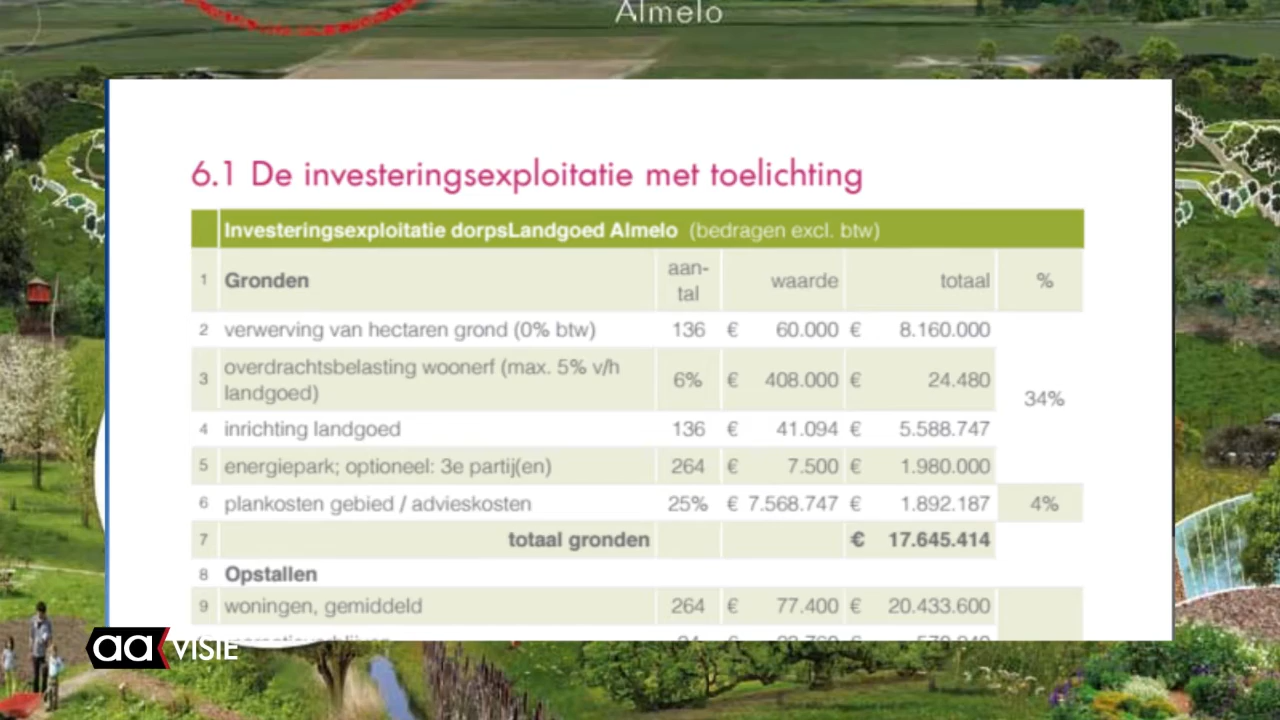 Almelo
6.1 De investeringsexploitatie met toelichting
Investeringsexploitatie dorpsLandgoed Almelo (bedragen excl. btw)
1 Gronden aan-tal waarde totaal %
2 verwerving van hectaren grond (0% btw) 136 € 60.000 € 8.160.000
3 overdrachtsbelasting woonerf (max. 5% v/h landgoed) 6% € 408.000 € 24.480
34%
4 inrichting landgoed 136 € 41.094 € 5.588.747
5 energiepark; optioneel: 3e partij(en) 264 € 7.500 € 1.980.000
6 plankosten gebied / advieskosten 25% € 7.568.747 € 1.892.187 4%
7 totaal gronden € 17.645.414
8 Opstallen
9 woningen, gemiddeld 264 € 77.400 € 20.433.600
aa VISIE